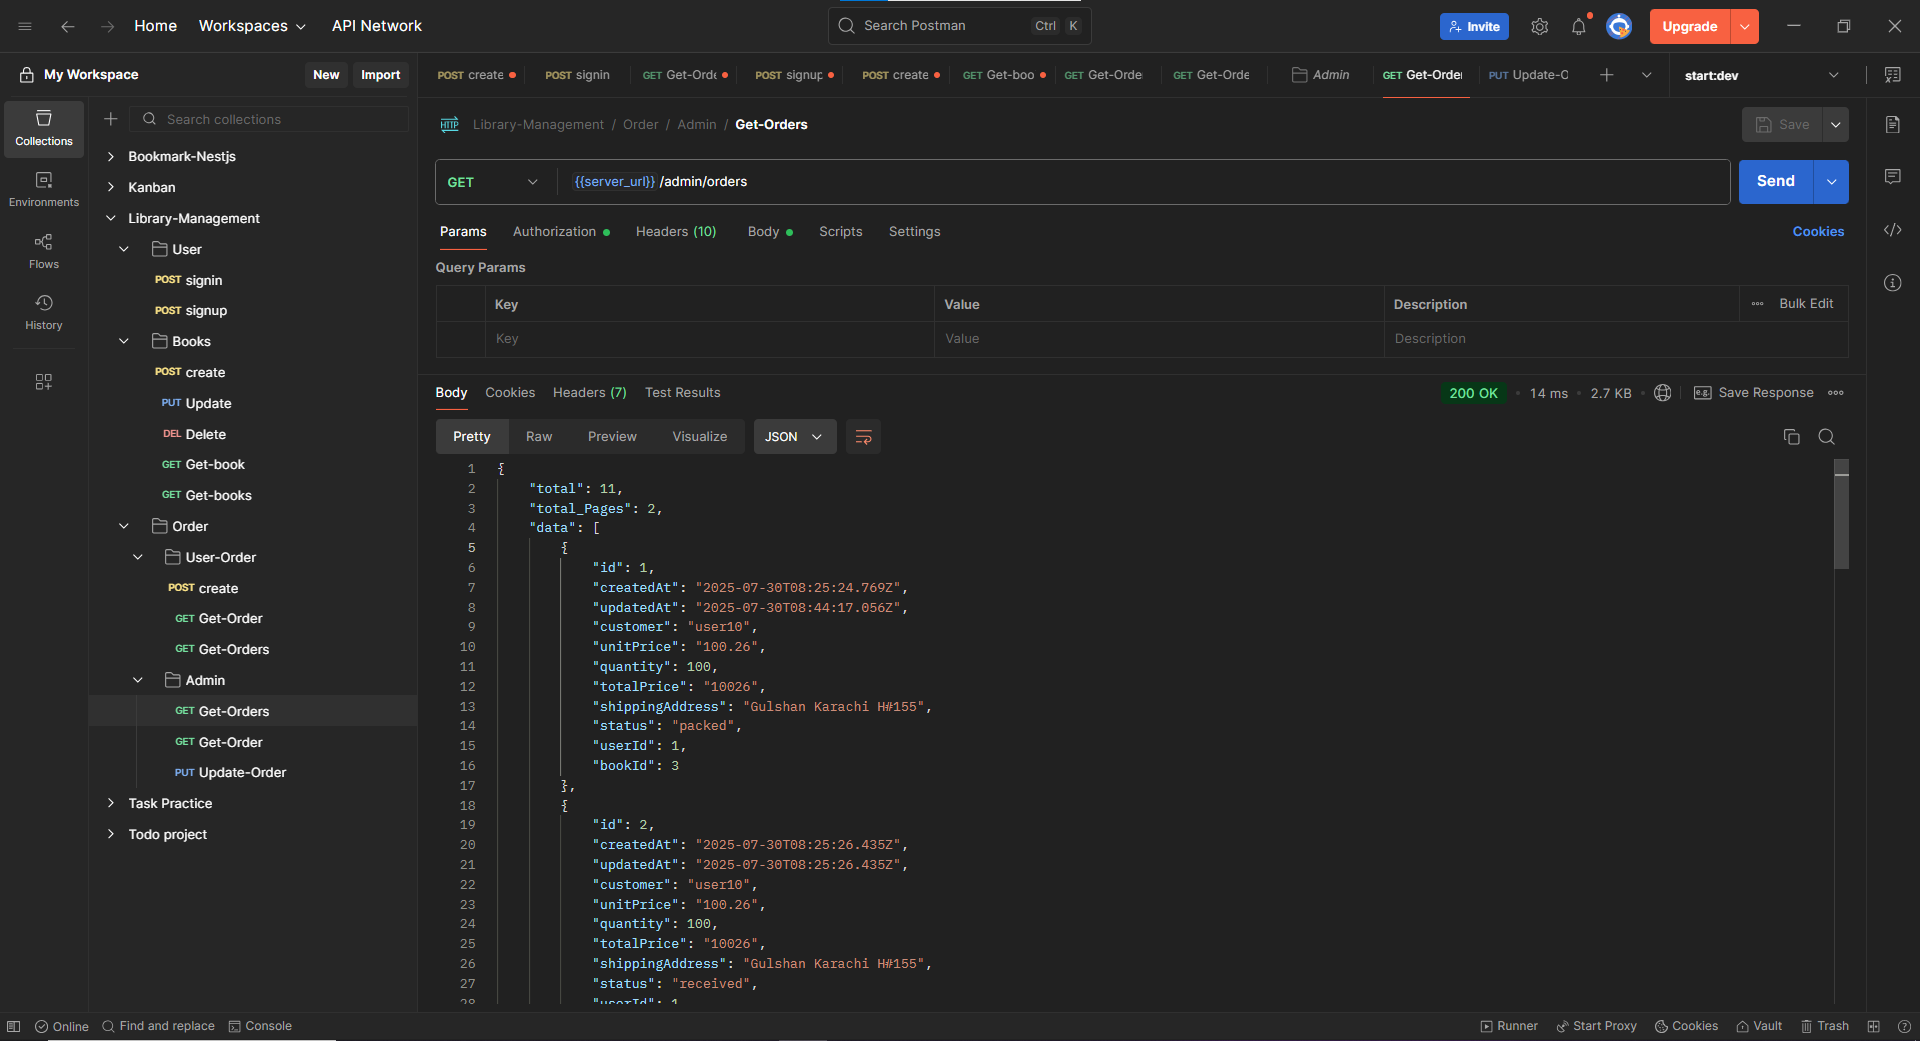 Home Workspaces API Network Search Postman Ctrl K Invite Upgrade
My Workspace New Import
POST create POST signin GET Get-Orde POST signup POST create GET Get-boo GET Get-Orde GET Get-Orde Admin GET Get-Order PUT Update-O start:dev
Collections
Environments
Flows
History
Search collections
Bookmark-Nestjs
Kanban
Library-Management
User
POST signin
POST signup
Books
POST create
PUT Update
DEL Delete
GET Get-book
GET Get-books
Order
User-Order
POST create
GET Get-Order
GET Get-Orders
Admin
GET Get-Orders
GET Get-Order
PUT Update-Order
Task Practice
Todo project
HTTP Library-Management / Order / Admin / Get-Orders Save
GET {{server_url}} /admin/orders Send
Params Authorization Headers (10) Body Scripts Settings Cookies
Query Params
Key Value Description Bulk Edit
Key Value Description
Body Cookies Headers (7) Test Results 200 OK 14 ms 2.7 KB e.g. Save Response
Pretty Raw Preview Visualize JSON
1 {
2 "total": 11,
3 "total_Pages": 2,
4 "data": [
5 {
6 "id": 1,
7 "createdAt": "2025-07-30T08:25:24.769Z",
8 "updatedAt": "2025-07-30T08:44:17.056Z",
9 "customer": "user10",
10 "unitPrice": "100.26",
11 "quantity": 100,
12 "totalPrice": "10026",
13 "shippingAddress": "Gulshan Karachi H#155",
14 "status": "packed",
15 "userId": 1,
16 "bookId": 3
17 },
18 {
19 "id": 2,
20 "createdAt": "2025-07-30T08:25:26.435Z",
21 "updatedAt": "2025-07-30T08:25:26.435Z",
22 "customer": "user10",
23 "unitPrice": "100.26",
24 "quantity": 100,
25 "totalPrice": "10026",
26 "shippingAddress": "Gulshan Karachi H#155",
27 "status": "received",
28 "userId": 1
Online Find and replace Console Runner Start Proxy Cookies Vault Trash